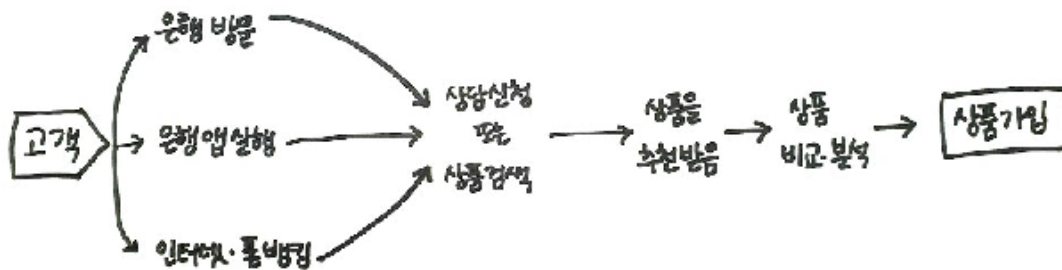 은행 방문
고객
은행 앱 실행
인터넷·폰뱅킹
상담신청
또는
상품검색
상품을
추천받음
상품
비교·분석
상품가입